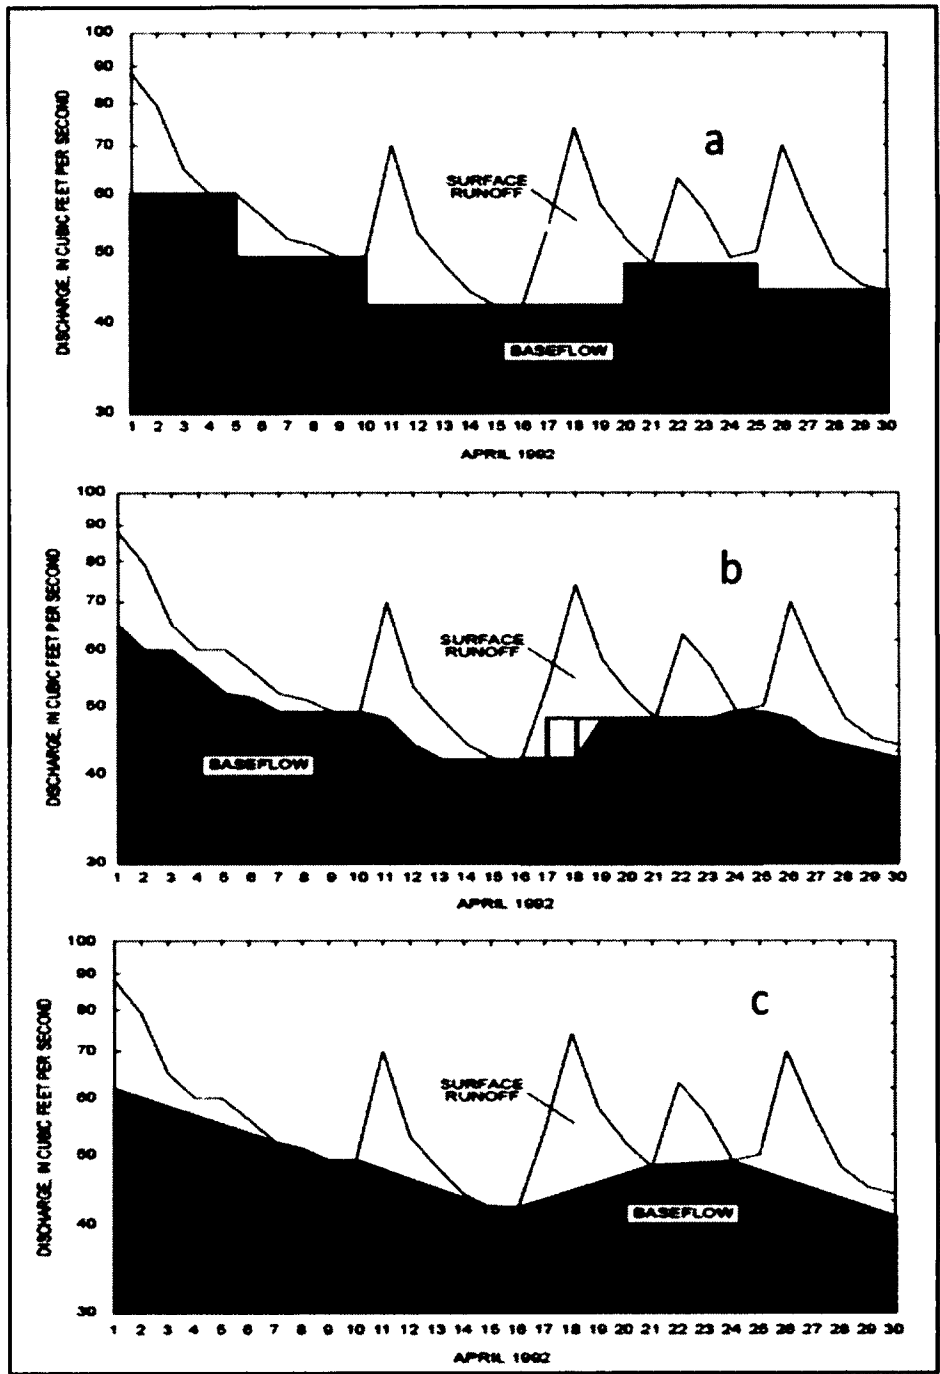 a
DISCHARGE, IN CUBIC FEET PER SECOND
100
90
80
70
60
50
40
30
SURFACE
RUNOFF
BASEFLOW
1 2 3 4 5 6 7 8 9 10 11 12 13 14 15 16 17 18 19 20 21 22 23 24 25 26 27 28 29 30
APRIL 1992
b
DISCHARGE, IN CUBIC FEET PER SECOND
100
90
80
70
60
50
40
30
SURFACE
RUNOFF
BASEFLOW
1 2 3 4 5 6 7 8 9 10 11 12 13 14 15 16 17 18 19 20 21 22 23 24 25 26 27 28 29 30
APRIL 1992
c
DISCHARGE, IN CUBIC FEET PER SECOND
100
90
80
70
60
50
40
30
SURFACE
RUNOFF
BASEFLOW
1 2 3 4 5 6 7 8 9 10 11 12 13 14 15 16 17 18 19 20 21 22 23 24 25 26 27 28 29 30
APRIL 1992